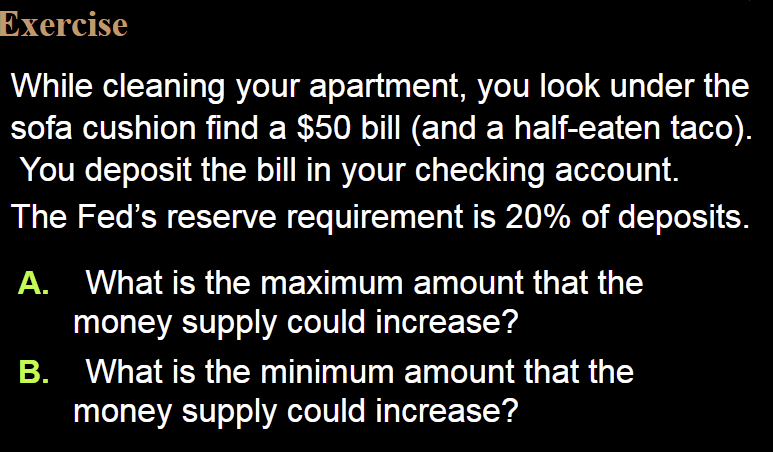 Exercise
While cleaning your apartment, you look under the
sofa cushion find a $50 bill (and a half-eaten taco).
You deposit the bill in your checking account.
The Fed’s reserve requirement is 20% of deposits.
A. What is the maximum amount that the
money supply could increase?
B. What is the minimum amount that the
money supply could increase?